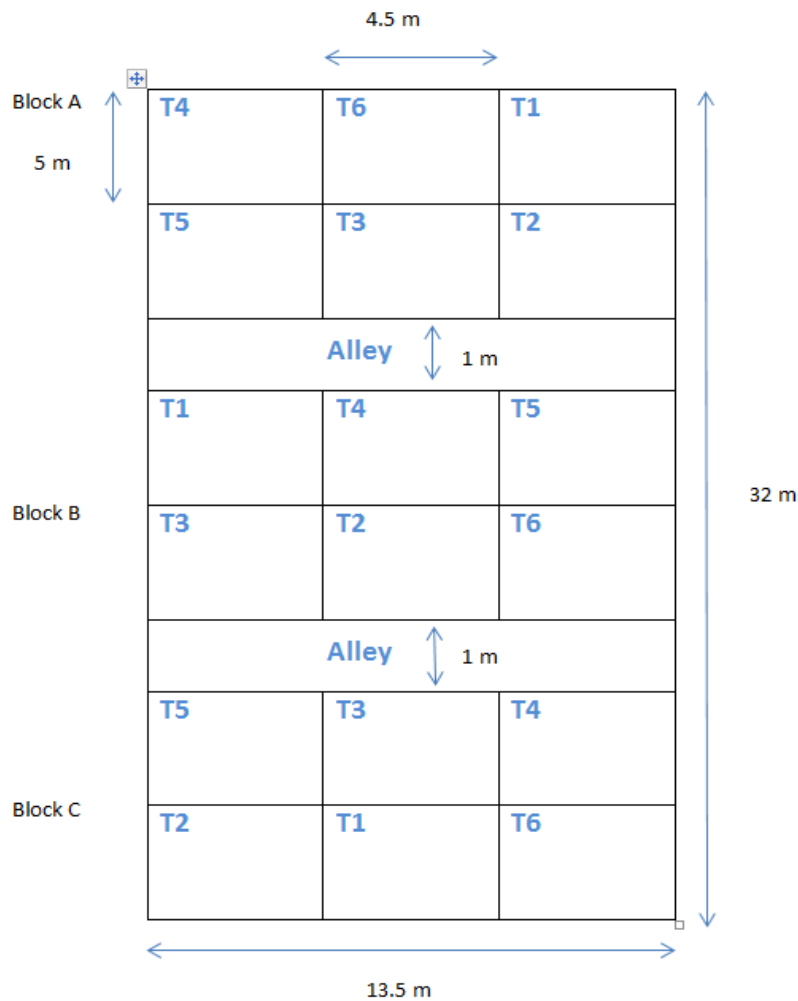 4.5 m
Block A
T4 T6 T1
5 m
T5 T3 T2
Alley 1 m
T1 T4 T5
32 m
Block B
T3 T2 T6
Alley 1 m
T5 T3 T4
Block C
T2 T1 T6
13.5 m